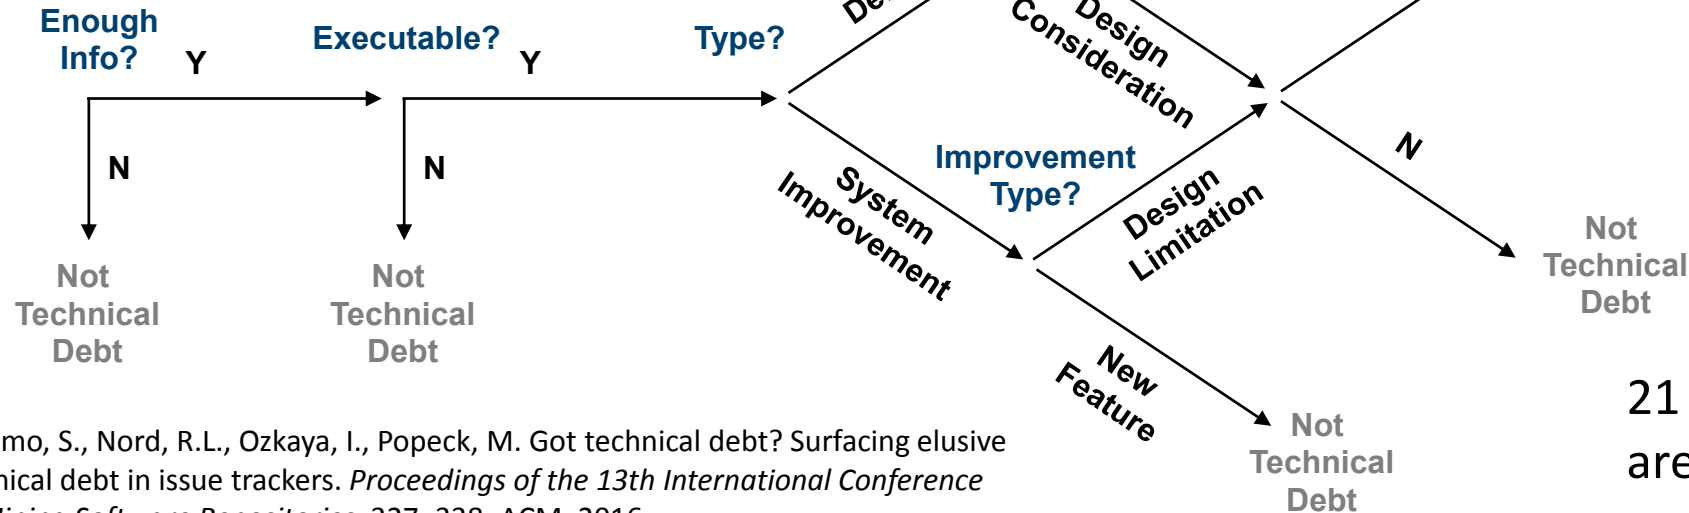 Enough
Info?
Y
Executable?
Y
Type?
Design
Consideration
N
N
Improvement
Type?
System
Improvement
Design
Limitation
N
Not
Technical
Debt
Not
Technical
Debt
Not
Technical
Debt
New
Feature
Not
Technical
Debt
21
are
mo, S., Nord, R.L., Ozkaya, I., Popeck, M. Got technical debt? Surfacing elusive
nical debt in issue trackers. Proceedings of the 13th International Conference